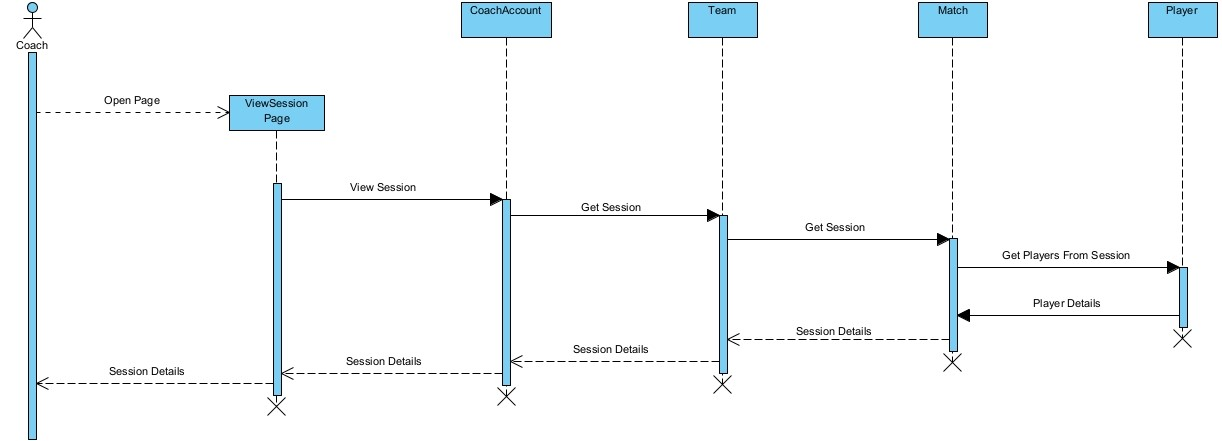 CoachAccount
Team
Match
Player
Coach
Open Page
ViewSession
Page
View Session
Get Session
Get Session
Get Players From Session
Player Details
Session Details
Session Details
Session Details
Session Details